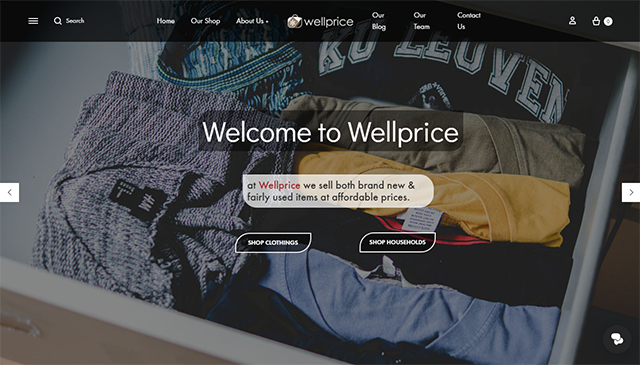 Search
Home
Our Shop
About Us
wellprice
Our
Blog
Our
Team
Contact
Us
0
KU LEUVEN
Welcome to Wellprice
at Wellprice we sell both brand new &
fairly used items at affordable prices.
SHOP CLOTHINGS
SHOP HOUSEHOLDS